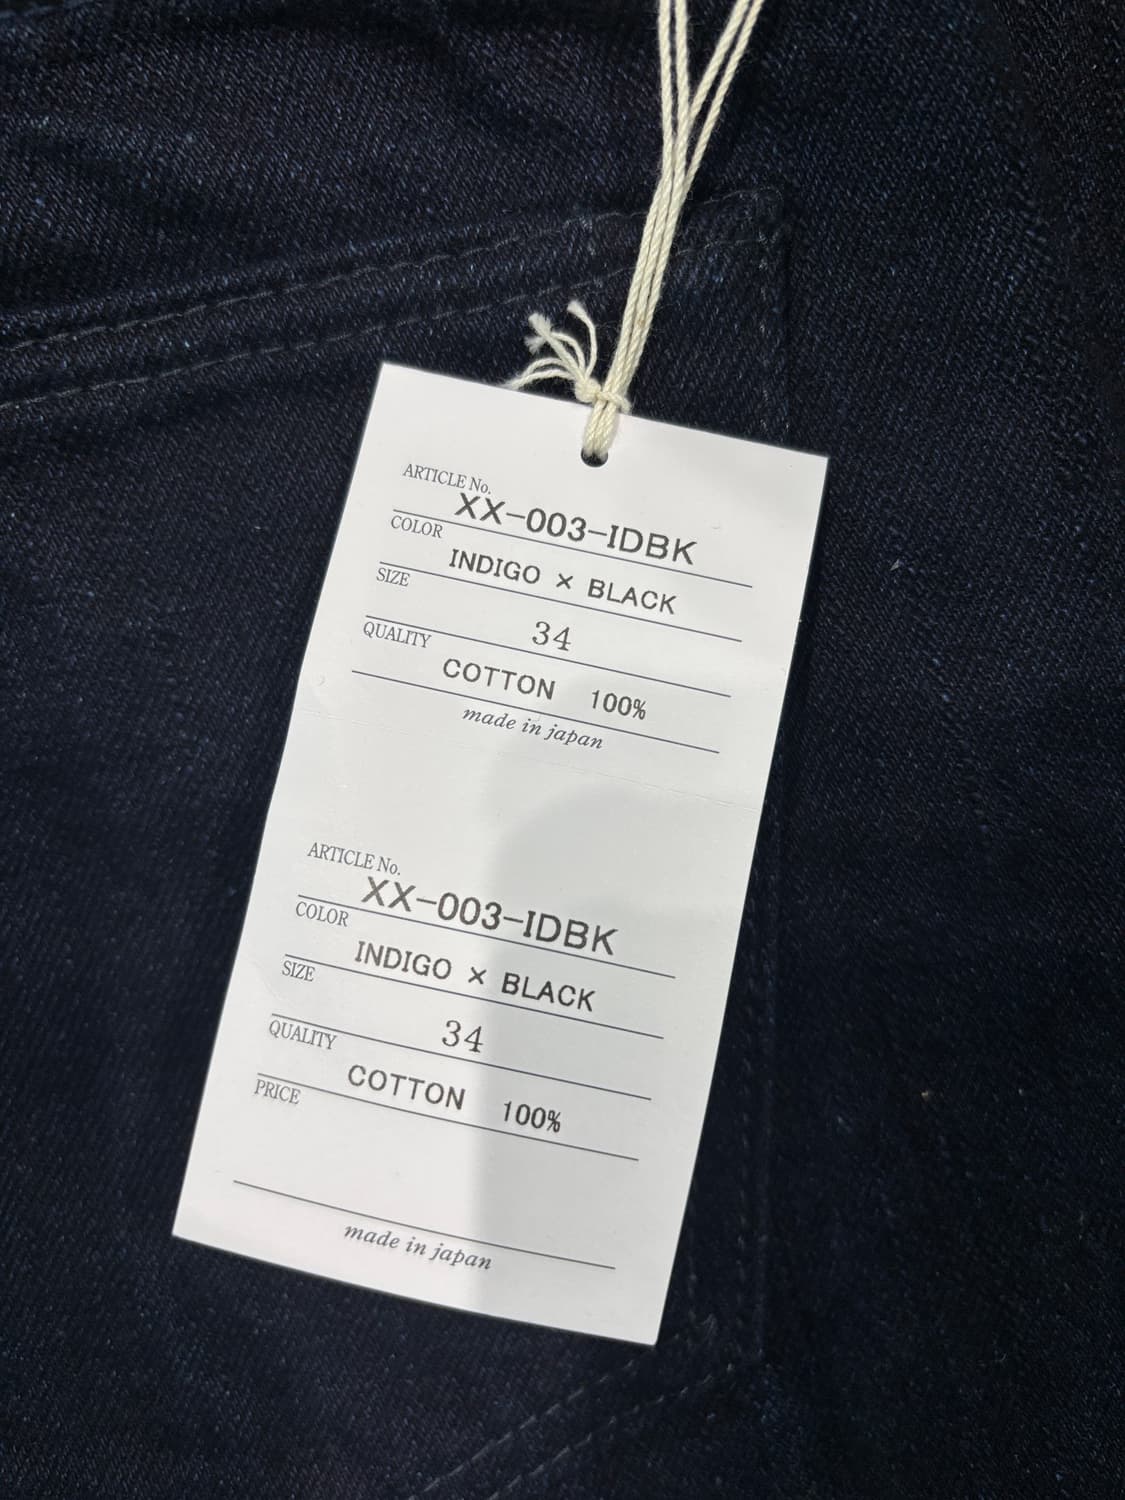 ARTICLE No.
XX-003-IDBK
COLOR
INDIGO × BLACK
SIZE
34
QUALITY
COTTON 100%
made in japan
ARTICLE No.
XX-003-IDBK
COLOR
INDIGO × BLACK
SIZE
34
QUALITY
COTTON 100%
PRICE
made in japan